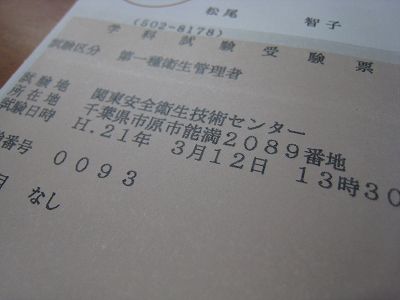 松尾 智子
(502-8178)
学科試験受験票
試験区分 第一種衛生管理者
試験地 関東安全衛生技術センター
所在地 千葉県市原市能満2089番地
試験日時 H.21年 3月12日 13時30
番号 0093
目 なし